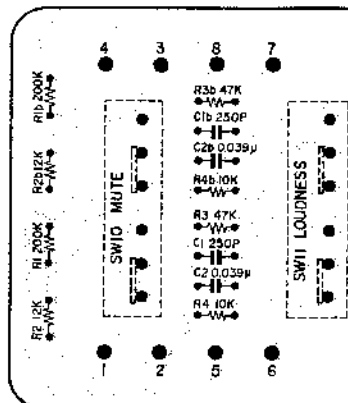 4 3 8 7
R1b 200K
R2b 12K
R1 200K
R2 12K
SW10 MUTE
R3b 47K
C1b 250P
C2b 0.039μ
R4b 10K
R3 47K
C1 250P
C2 0.039μ
R4 10K
SW11 LOUDNESS
1 2 5 6